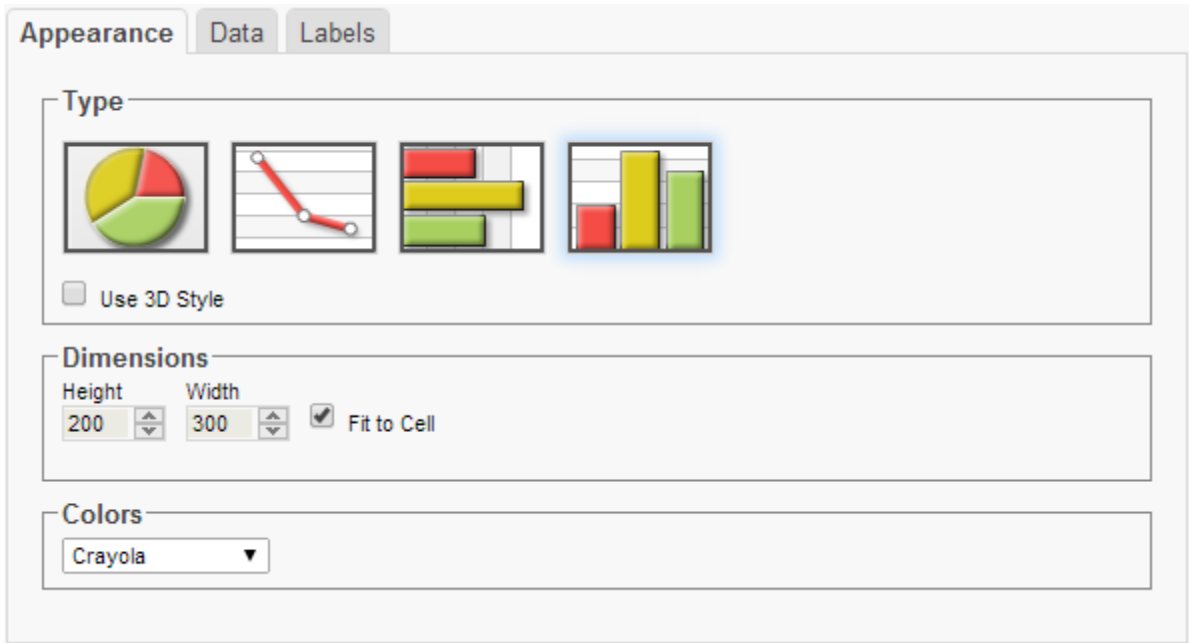 Appearance Data Labels
Type
Use 3D Style
Dimensions
Height Width
200 300 Fit to Cell
Colors
Crayola